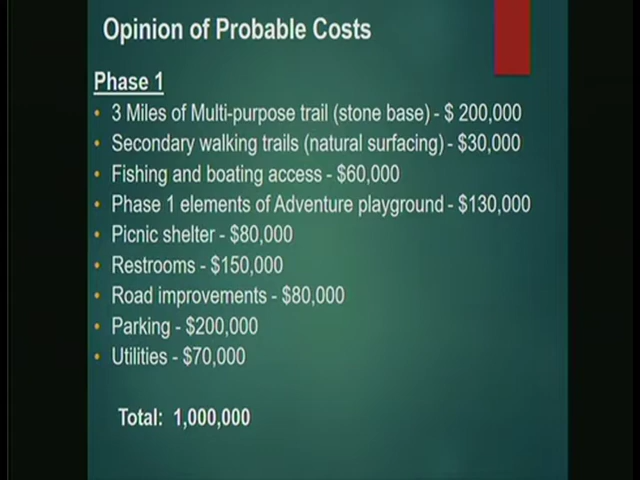 Opinion of Probable Costs
Phase 1
• 3 Miles of Multi-purpose trail (stone base) - $ 200,000
• Secondary walking trails (natural surfacing) - $30,000
• Fishing and boating access - $60,000
• Phase 1 elements of Adventure playground - $130,000
• Picnic shelter - $80,000
• Restrooms - $150,000
• Road improvements - $80,000
• Parking - $200,000
• Utilities - $70,000
Total: 1,000,000